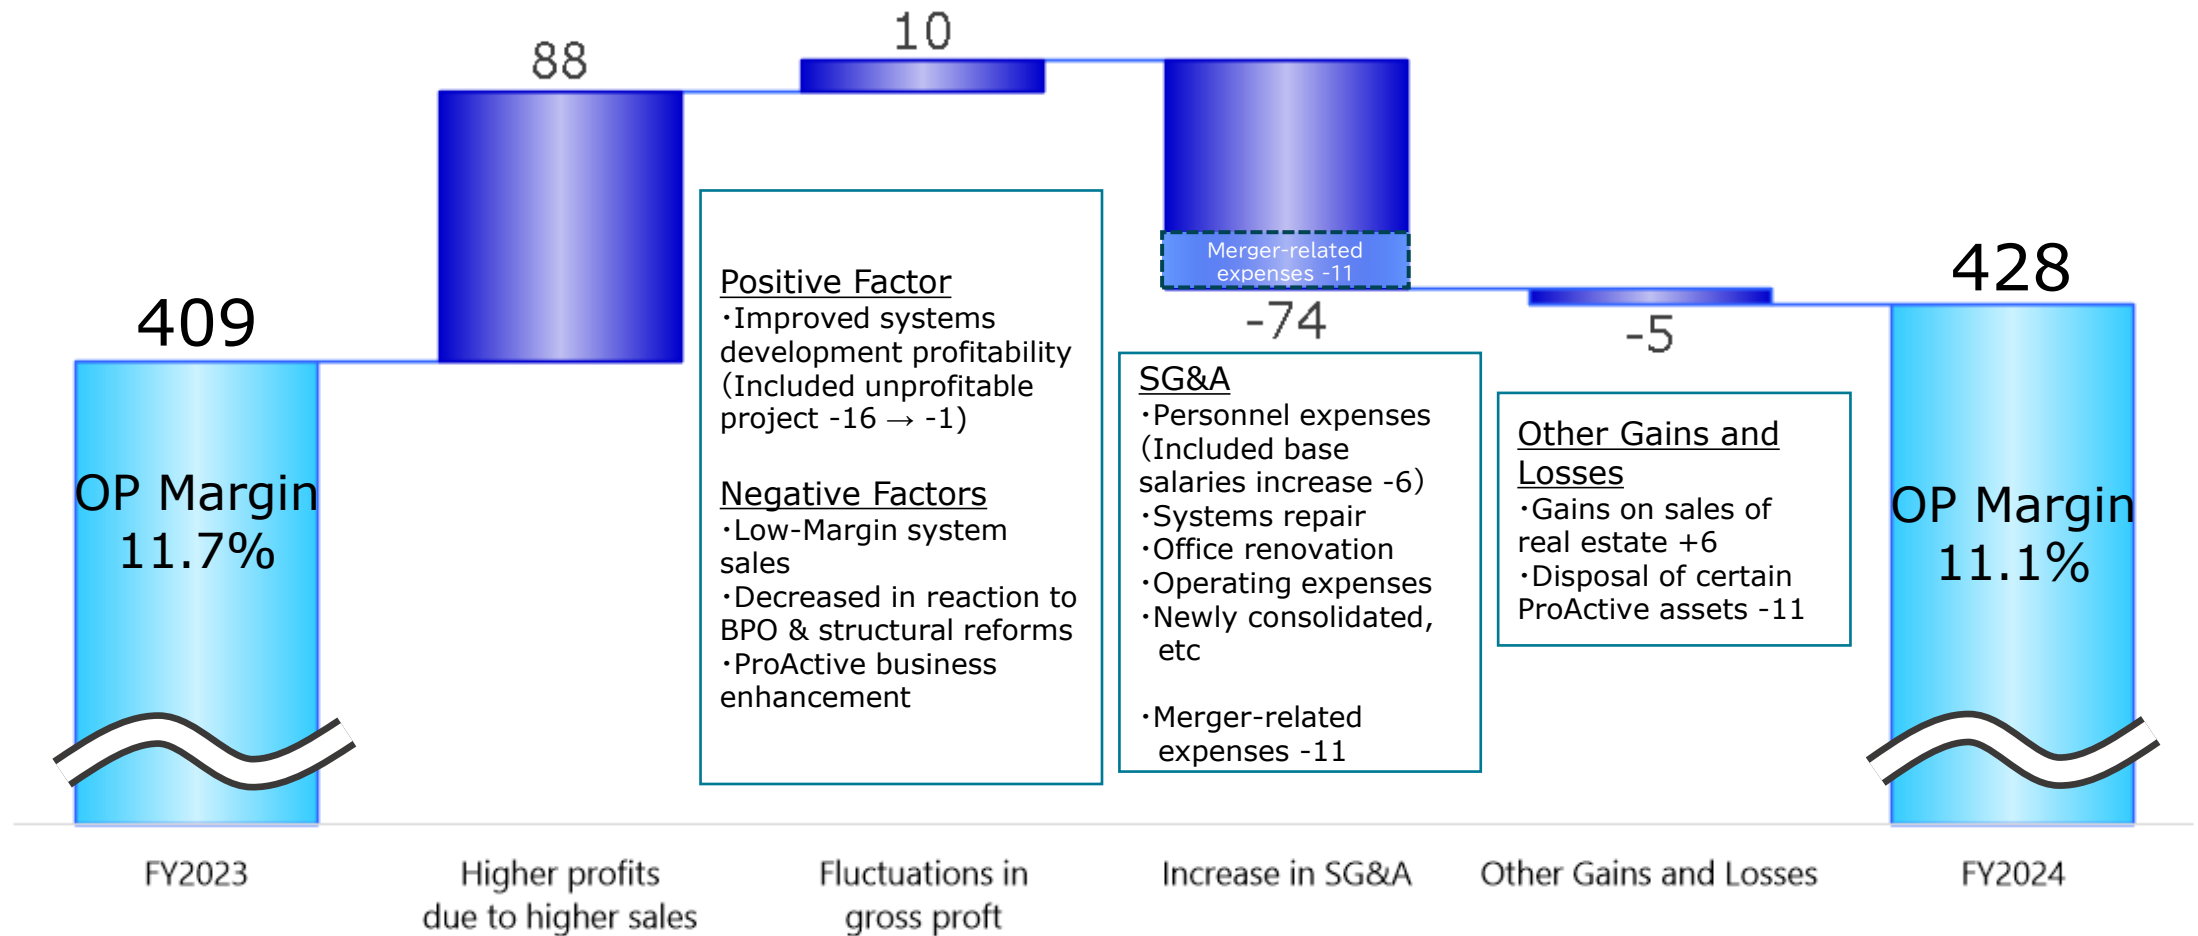 88
10
409
OP Margin
11.7%
Positive Factor
･Improved systems
development profitability
（Included unprofitable
project -16 → -1)
Negative Factors
･Low-Margin system
sales
･Decreased in reaction to
BPO & structural reforms
･ProActive business
enhancement
Merger-related
expenses -11
-74
SG&A
･Personnel expenses
（Included base
salaries increase -6）
･Systems repair
･Office renovation
･Operating expenses
･Newly consolidated,
etc
･Merger-related
expenses -11
-5
Other Gains and
Losses
･Gains on sales of
real estate +6
･Disposal of certain
ProActive assets -11
428
OP Margin
11.1%
FY2023
Higher profits
due to higher sales
Fluctuations in
gross proft
Increase in SG&A
Other Gains and Losses
FY2024